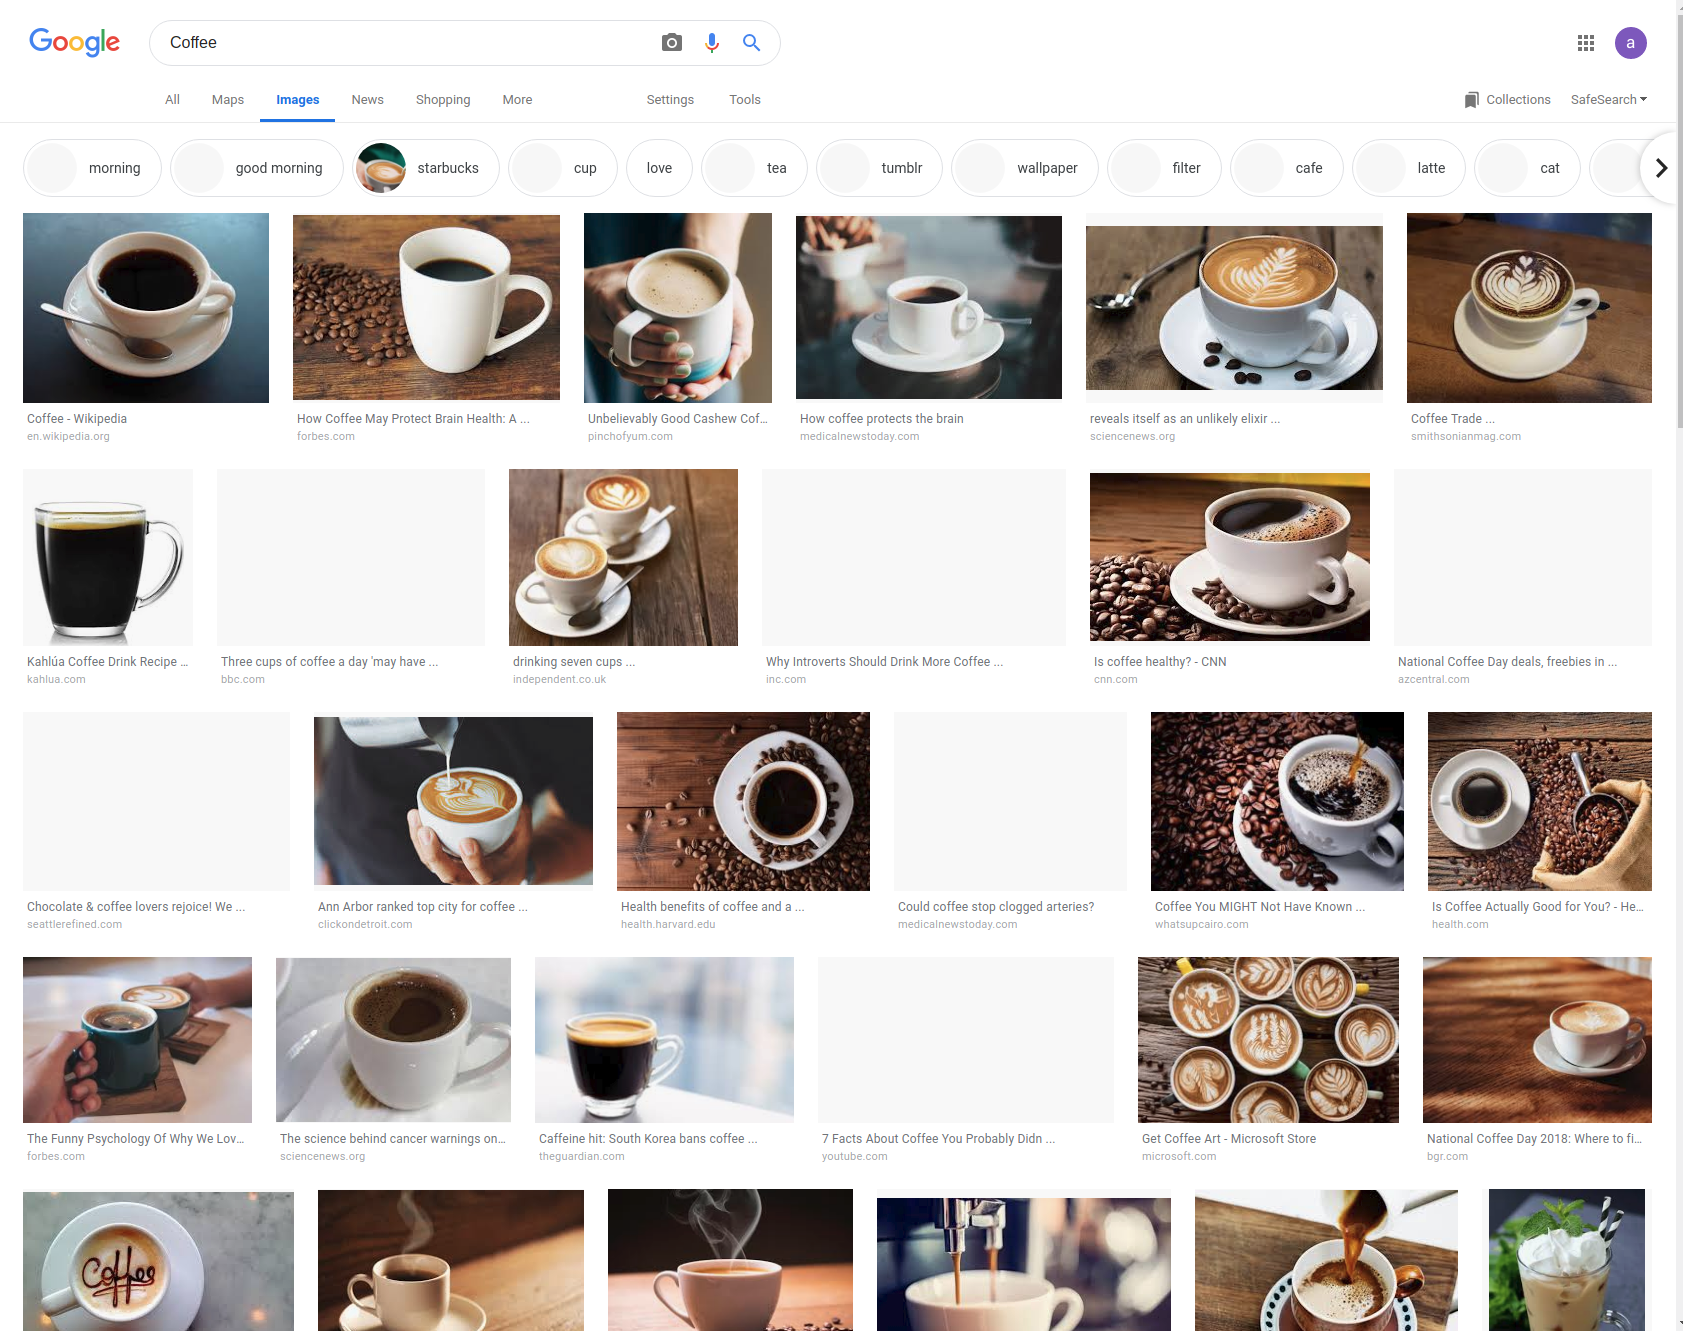 Google
Coffee
a
All Maps Images News Shopping More Settings Tools Collections SafeSearch
morning good morning starbucks cup love tea tumblr wallpaper filter cafe latte cat
Coffee - Wikipedia
en.wikipedia.org
How Coffee May Protect Brain Health: A ...
forbes.com
Unbelievably Good Cashew Cof...
pinchofyum.com
How coffee protects the brain
medicalnewstoday.com
reveals itself as an unlikely elixir ...
sciencenews.org
Coffee Trade ...
smithsonianmag.com
Kahlúa Coffee Drink Recipe ...
kahlua.com
Three cups of coffee a day 'may have ...
bbc.com
drinking seven cups ...
independent.co.uk
Why Introverts Should Drink More Coffee ...
inc.com
Is coffee healthy? - CNN
cnn.com
National Coffee Day deals, freebies in ...
azcentral.com
Chocolate & coffee lovers rejoice! We ...
seattlerefined.com
Ann Arbor ranked top city for coffee ...
clickondetroit.com
Health benefits of coffee and a ...
health.harvard.edu
Could coffee stop clogged arteries?
medicalnewstoday.com
Coffee You MIGHT Not Have Known ...
whatsupcairo.com
Is Coffee Actually Good for You? - He...
health.com
The Funny Psychology Of Why We Lov...
forbes.com
The science behind cancer warnings on...
sciencenews.org
Caffeine hit: South Korea bans coffee ...
theguardian.com
7 Facts About Coffee You Probably Didn ...
youtube.com
Get Coffee Art - Microsoft Store
microsoft.com
National Coffee Day 2018: Where to fi...
bgr.com
Coffee